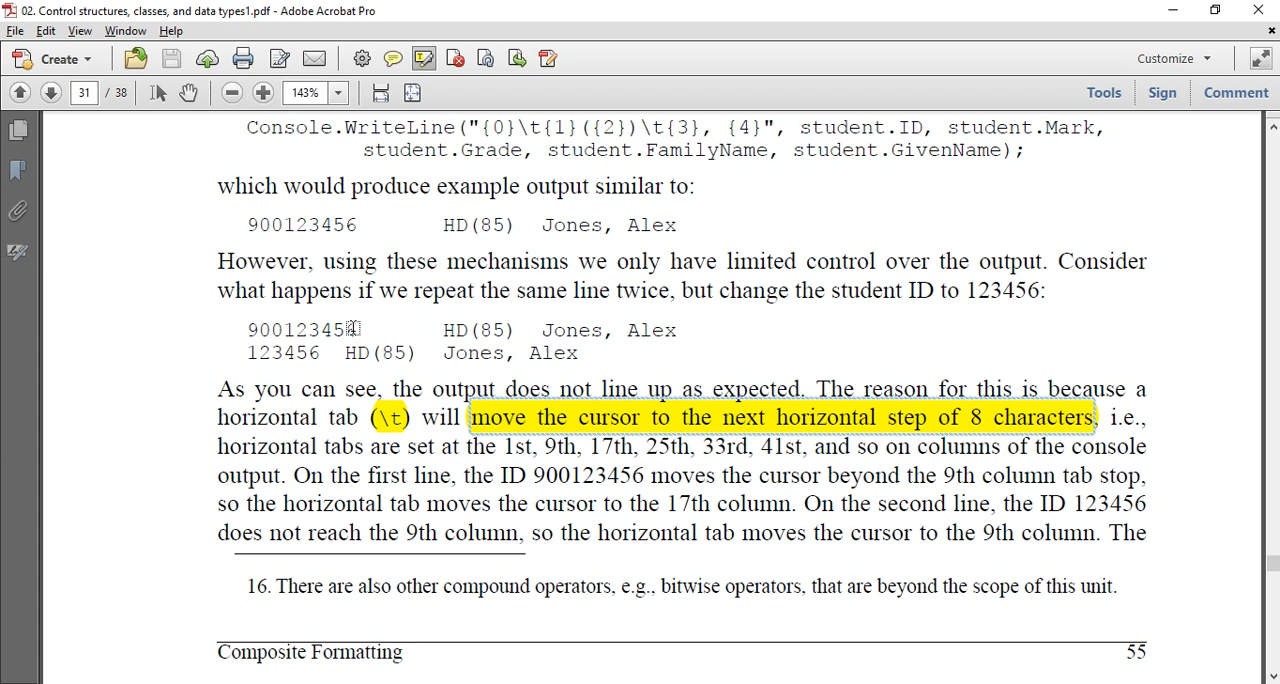 02. Control structures, classes, and data types1.pdf - Adobe Acrobat Pro
File Edit View Window Help
Create Customize
31 / 38 143% Tools Sign Comment
Console.WriteLine("{0}\t{1}({2})\t{3}, {4}", student.ID, student.Mark,
student.Grade, student.FamilyName, student.GivenName);
which would produce example output similar to:
900123456 HD(85) Jones, Alex
However, using these mechanisms we only have limited control over the output. Consider
what happens if we repeat the same line twice, but change the student ID to 123456:
90012345 HD(85) Jones, Alex
123456 HD(85) Jones, Alex
As you can see, the output does not line up as expected. The reason for this is because a
horizontal tab (\t) will move the cursor to the next horizontal step of 8 characters, i.e.,
horizontal tabs are set at the 1st, 9th, 17th, 25th, 33rd, 41st, and so on columns of the console
output. On the first line, the ID 900123456 moves the cursor beyond the 9th column tab stop,
so the horizontal tab moves the cursor to the 17th column. On the second line, the ID 123456
does not reach the 9th column, so the horizontal tab moves the cursor to the 9th column. The
16. There are also other compound operators, e.g., bitwise operators, that are beyond the scope of this unit.
Composite Formatting 55